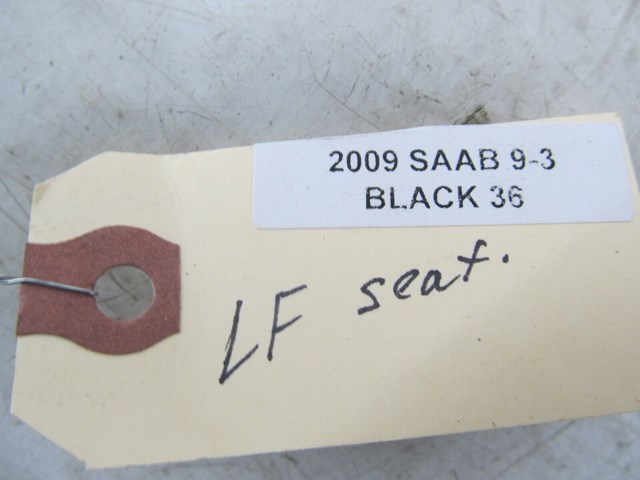 2009 SAAB 9-3
BLACK 36
LF seat.